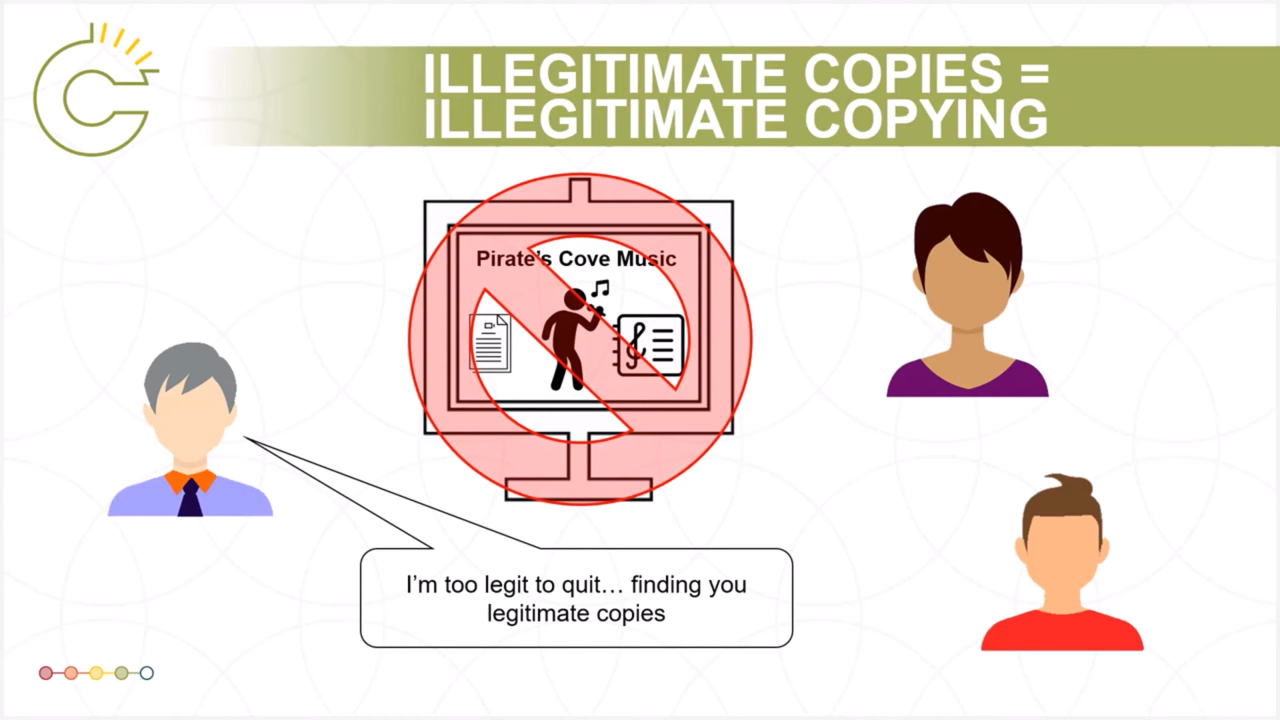 ILLEGITIMATE COPIES =
ILLEGITIMATE COPYING
Pirate's Cove Music
I'm too legit to quit… finding you
legitimate copies